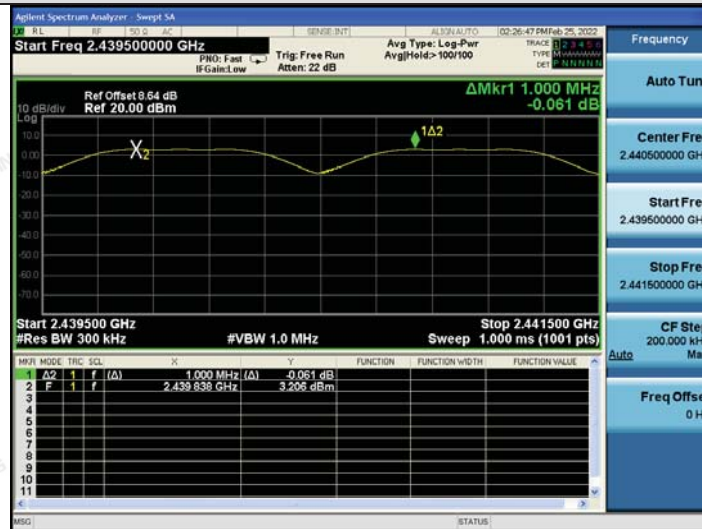 Agilent Spectrum Analyzer - Swept SA
RL RF 50 Ω AC SENSE:INT ALIGN AUTO 02:26:47 PM Feb 25, 2022
Start Freq 2.439500000 GHz
PNO: Fast
IFGain:Low
Trig: Free Run
Atten: 22 dB
Avg Type: Log-Pwr
Avg|Hold:> 100/100
TRACE 1 2 3 4 5 6
TYPE M
DET P N N N N N
Frequency
ΔMkr1 1.000 MHz
-0.061 dB
Ref Offset 8.64 dB
10 dB/div Ref 20.00 dBm
Log
10.0
0.00
-10.0
-20.0
-30.0
-40.0
-50.0
-60.0
-70.0
X2
1Δ2
Start 2.439500 GHz Stop 2.441500 GHz
#Res BW 300 kHz #VBW 1.0 MHz Sweep 1.000 ms (1001 pts)
MKR MODE TRC SCL X Y FUNCTION FUNCTION WIDTH FUNCTION VALUE
1 Δ2 1 f (Δ) 1.000 MHz (Δ) -0.061 dB
2 F 1 f 2.439 838 GHz 3.206 dBm
3
4
5
6
7
8
9
10
11
Auto Tun
Center Fre
2.440500000 GH
Start Fre
2.439500000 GH
Stop Fre
2.441500000 GH
CF Ste
200.000 kH
Auto Ma
Freq Offse
0 H
MSG STATUS